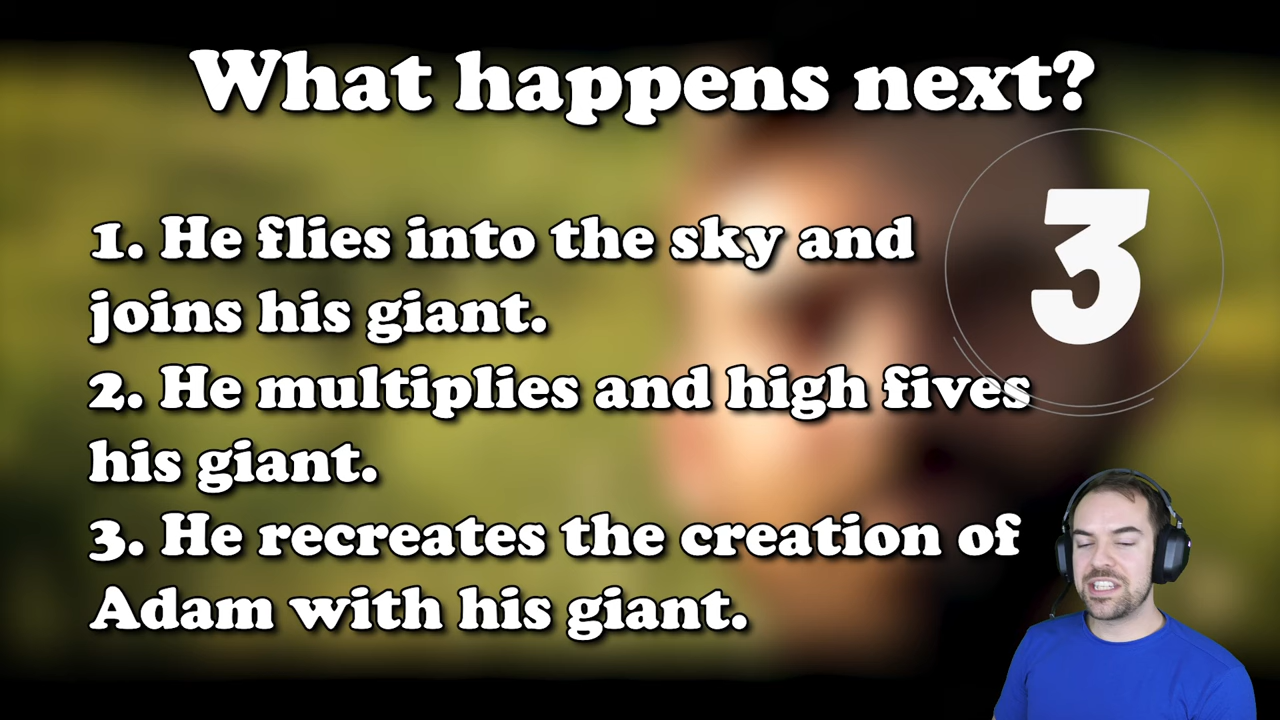 What happens next?
3
1. He flies into the sky and
joins his giant.
2. He multiplies and high fives
his giant.
3. He recreates the creation of
Adam with his giant.